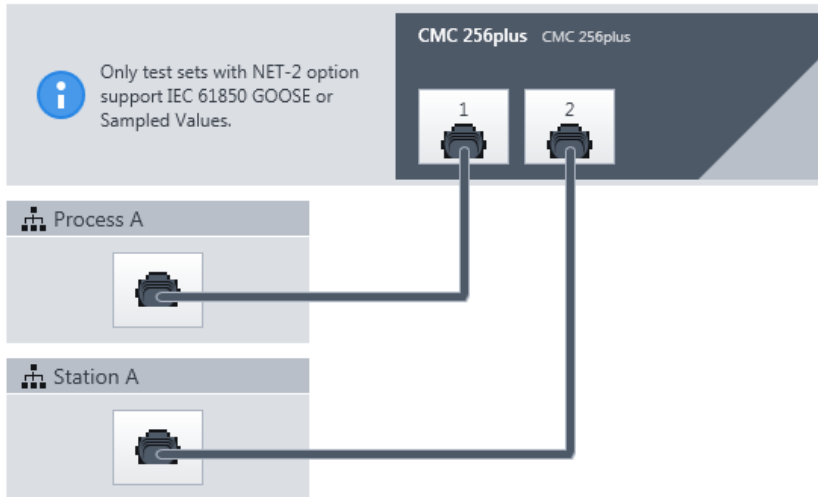 CMC 256plus CMC 256plus
Only test sets with NET-2 option
support IEC 61850 GOOSE or
Sampled Values.
1 2
Process A
Station A